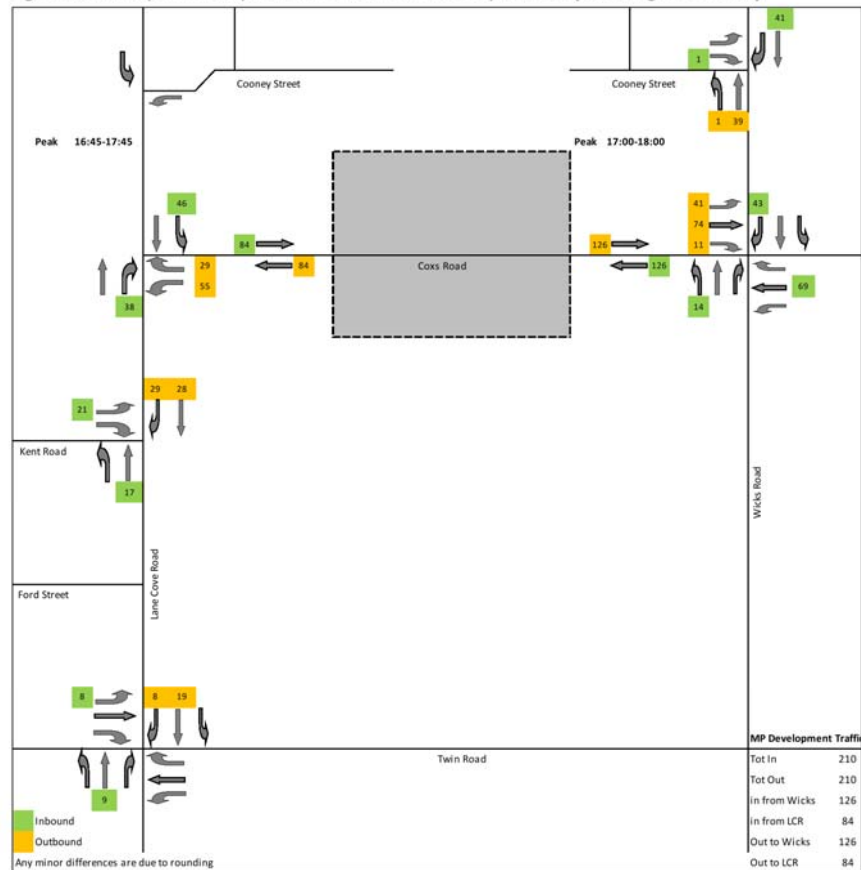 41
1
Cooney Street
Cooney Street
1 39
Peak 16:45-17:45
Peak 17:00-18:00
46
41
43
74
84
126
11
29
84
Coxs Road
126
69
55
38
14
29 28
21
Kent Road
17
Wicks Road
Lane Cove Road
Ford Street
8
8 19
MP Development Traffi
Twin Road
Tot In 210
Tot Out 210
9
in from Wicks 126
Inbound
in from LCR 84
Outbound
Out to Wicks 126
Any minor differences are due to rounding
Out to LCR 84